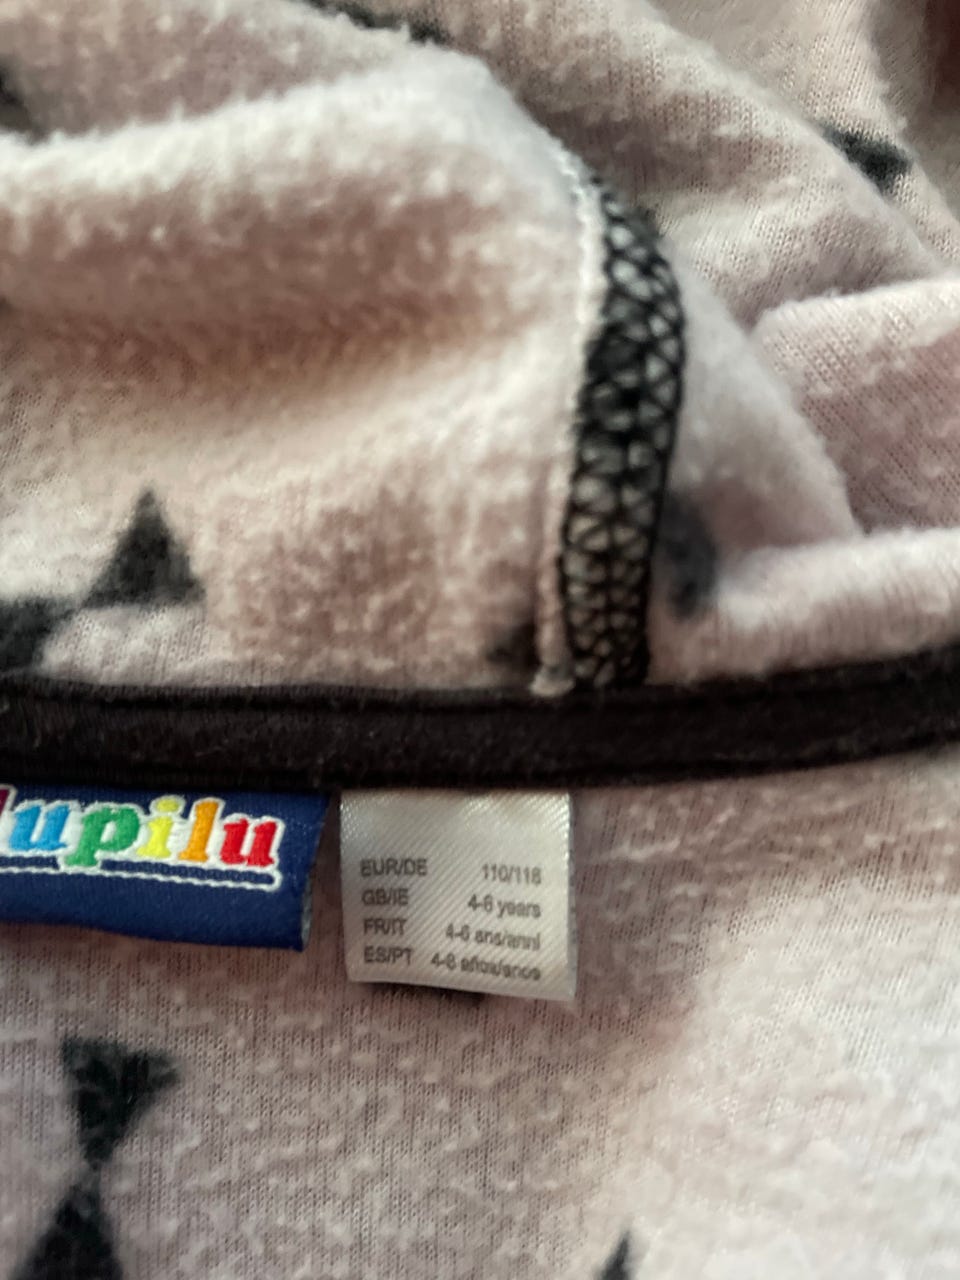 lupilu
EUR/DE 110/116
GB/IE 4-6 years
FR/IT 4-6 ans/anni
ES/PT 4-6 años/anos